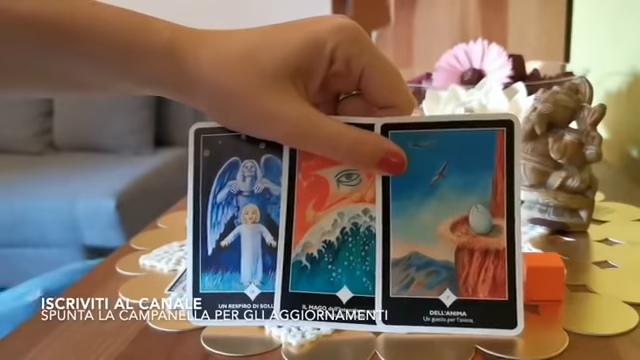 UN RESPIRO DI SOLL
IL MAGO
DELL'ANIMA
Un guscio per l'anima.
ISCRIVITI AL CANALE
SPUNTA LA CAMPANELLA PER GLI AGGIORNAMENTI